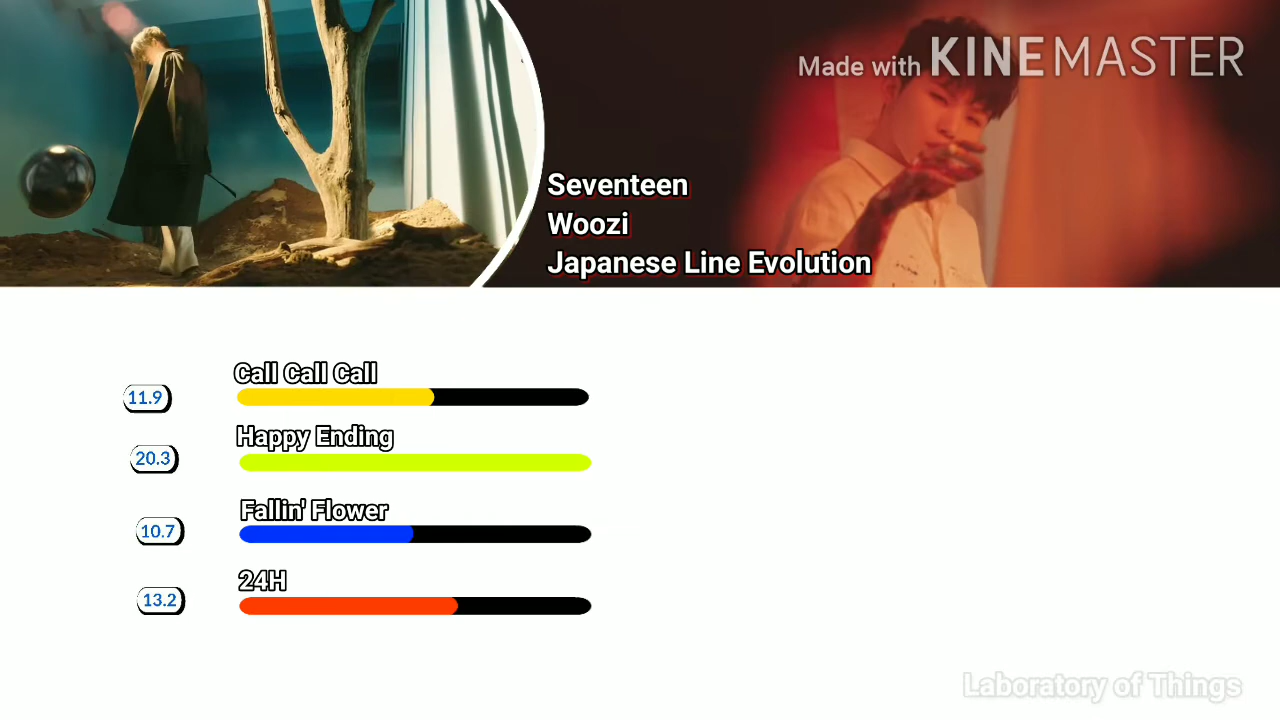 Made with KINEMASTER
Seventeen
Woozi
Japanese Line Evolution
Call Call Call
11.9
Happy Ending
20.3
Fallin' Flower
10.7
24H
13.2
Laboratory of Things